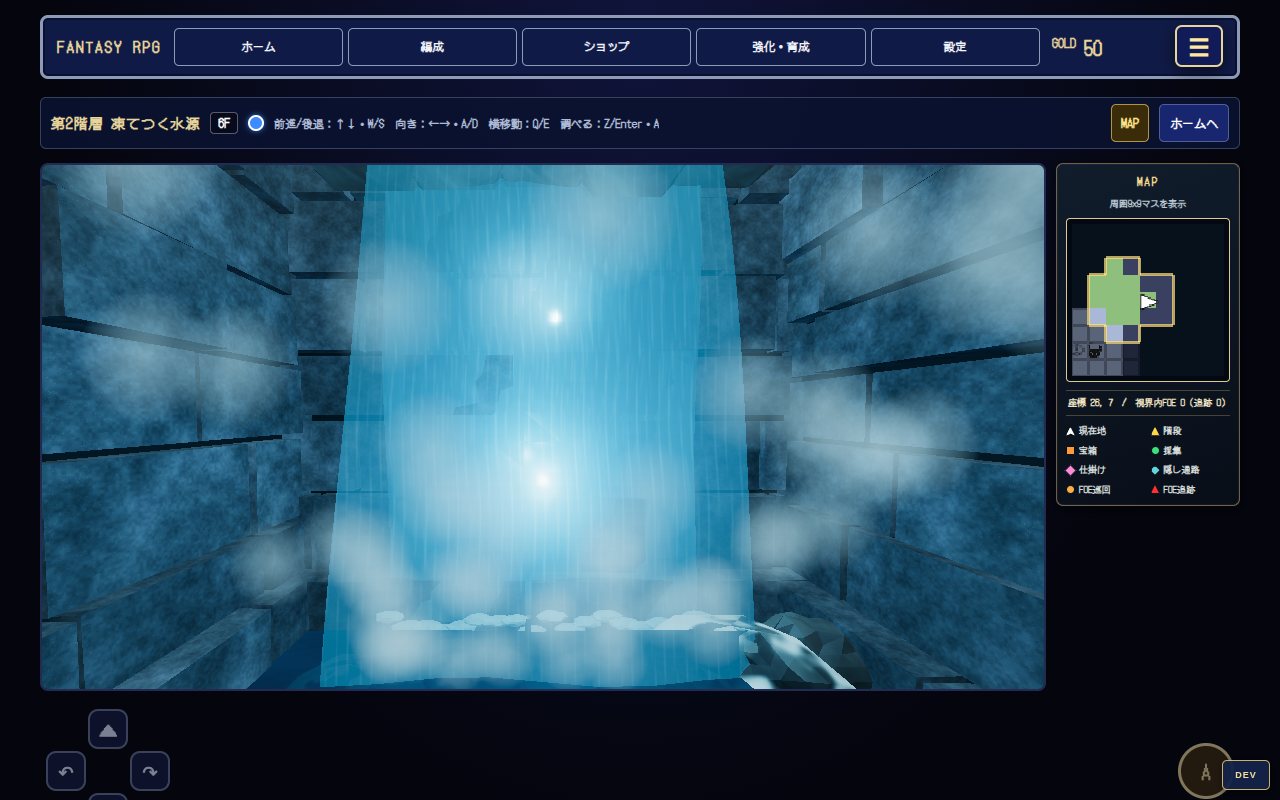 FANTASY RPG
ホーム
編成
ショップ
強化・育成
設定
GOLD 50
第2階層 凍てつく水源 6F 前進/後退：↑↓・W/S 向き：←→・A/D 横移動：Q/E 調べる：Z/Enter・A
MAP
ホームへ
MAP
周囲9x9マスを表示
座標 26, 7 / 視界内FOE 0 (追跡 0)
現在地 階段
宝箱 採集
仕掛け 隠し通路
FOE巡回 FOE追跡
A
DEV